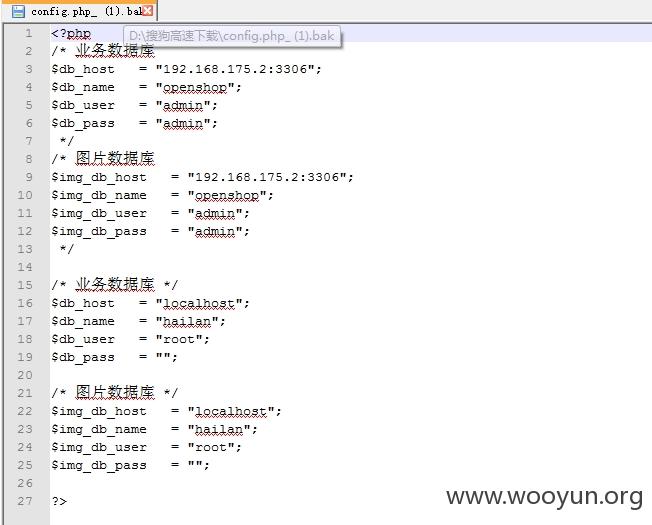 config.php_ (1).bak
D:\搜狗高速下载\config.php_ (1).bak
1 <?php
2 /* 业务数据库
3 $db_host = "192.168.175.2:3306";
4 $db_name = "openshop";
5 $db_user = "admin";
6 $db_pass = "admin";
7 */
8 /* 图片数据库
9 $img_db_host = "192.168.175.2:3306";
10 $img_db_name = "openshop";
11 $img_db_user = "admin";
12 $img_db_pass = "admin";
13 */
14
15 /* 业务数据库 */
16 $db_host = "localhost";
17 $db_name = "hailan";
18 $db_user = "root";
19 $db_pass = "";
20
21 /* 图片数据库 */
22 $img_db_host = "localhost";
23 $img_db_name = "hailan";
24 $img_db_user = "root";
25 $img_db_pass = "";
26
27 ?>
www.wooyun.org